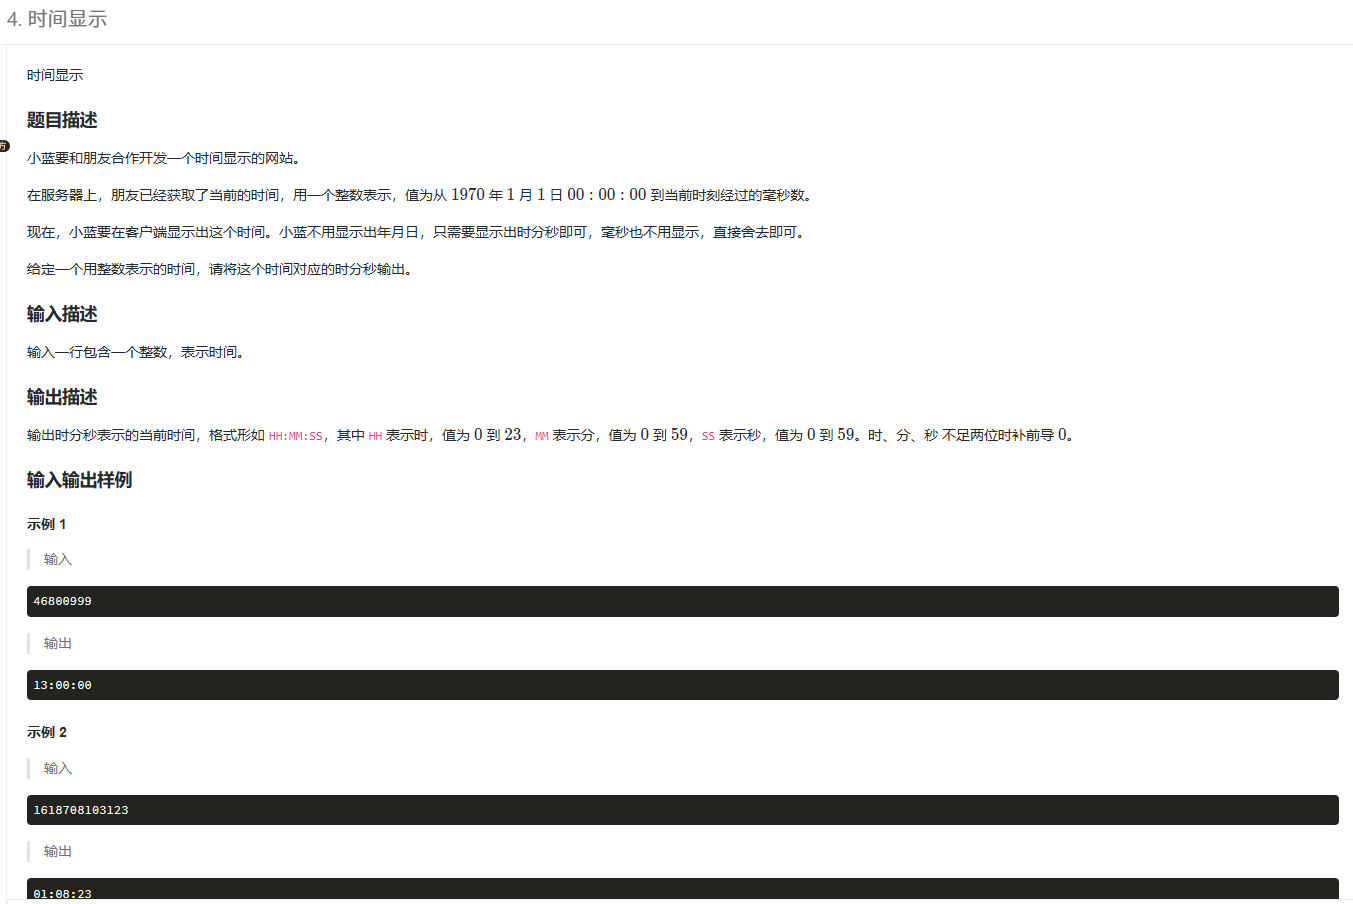 4. 时间显示
时间显示
题目描述
方
小蓝要和朋友合作开发一个时间显示的网站。
在服务器上，朋友已经获取了当前的时间，用一个整数表示，值为从 1970 年 1 月 1 日 00 : 00 : 00 到当前时刻经过的毫秒数。
现在，小蓝要在客户端显示出这个时间。小蓝不用显示出年月日，只需要显示出时分秒即可，毫秒也不用显示，直接舍去即可。
给定一个用整数表示的时间，请将这个时间对应的时分秒输出。
输入描述
输入一行包含一个整数，表示时间。
输出描述
输出时分秒表示的当前时间，格式形如 HH:MM:SS，其中 HH 表示时，值为 0 到 23，MM 表示分，值为 0 到 59，SS 表示秒，值为 0 到 59。时、分、秒 不足两位时补前导 0。
输入输出样例
示例 1
输入
46800999
输出
13:00:00
示例 2
输入
1618708103123
输出
01:08:23